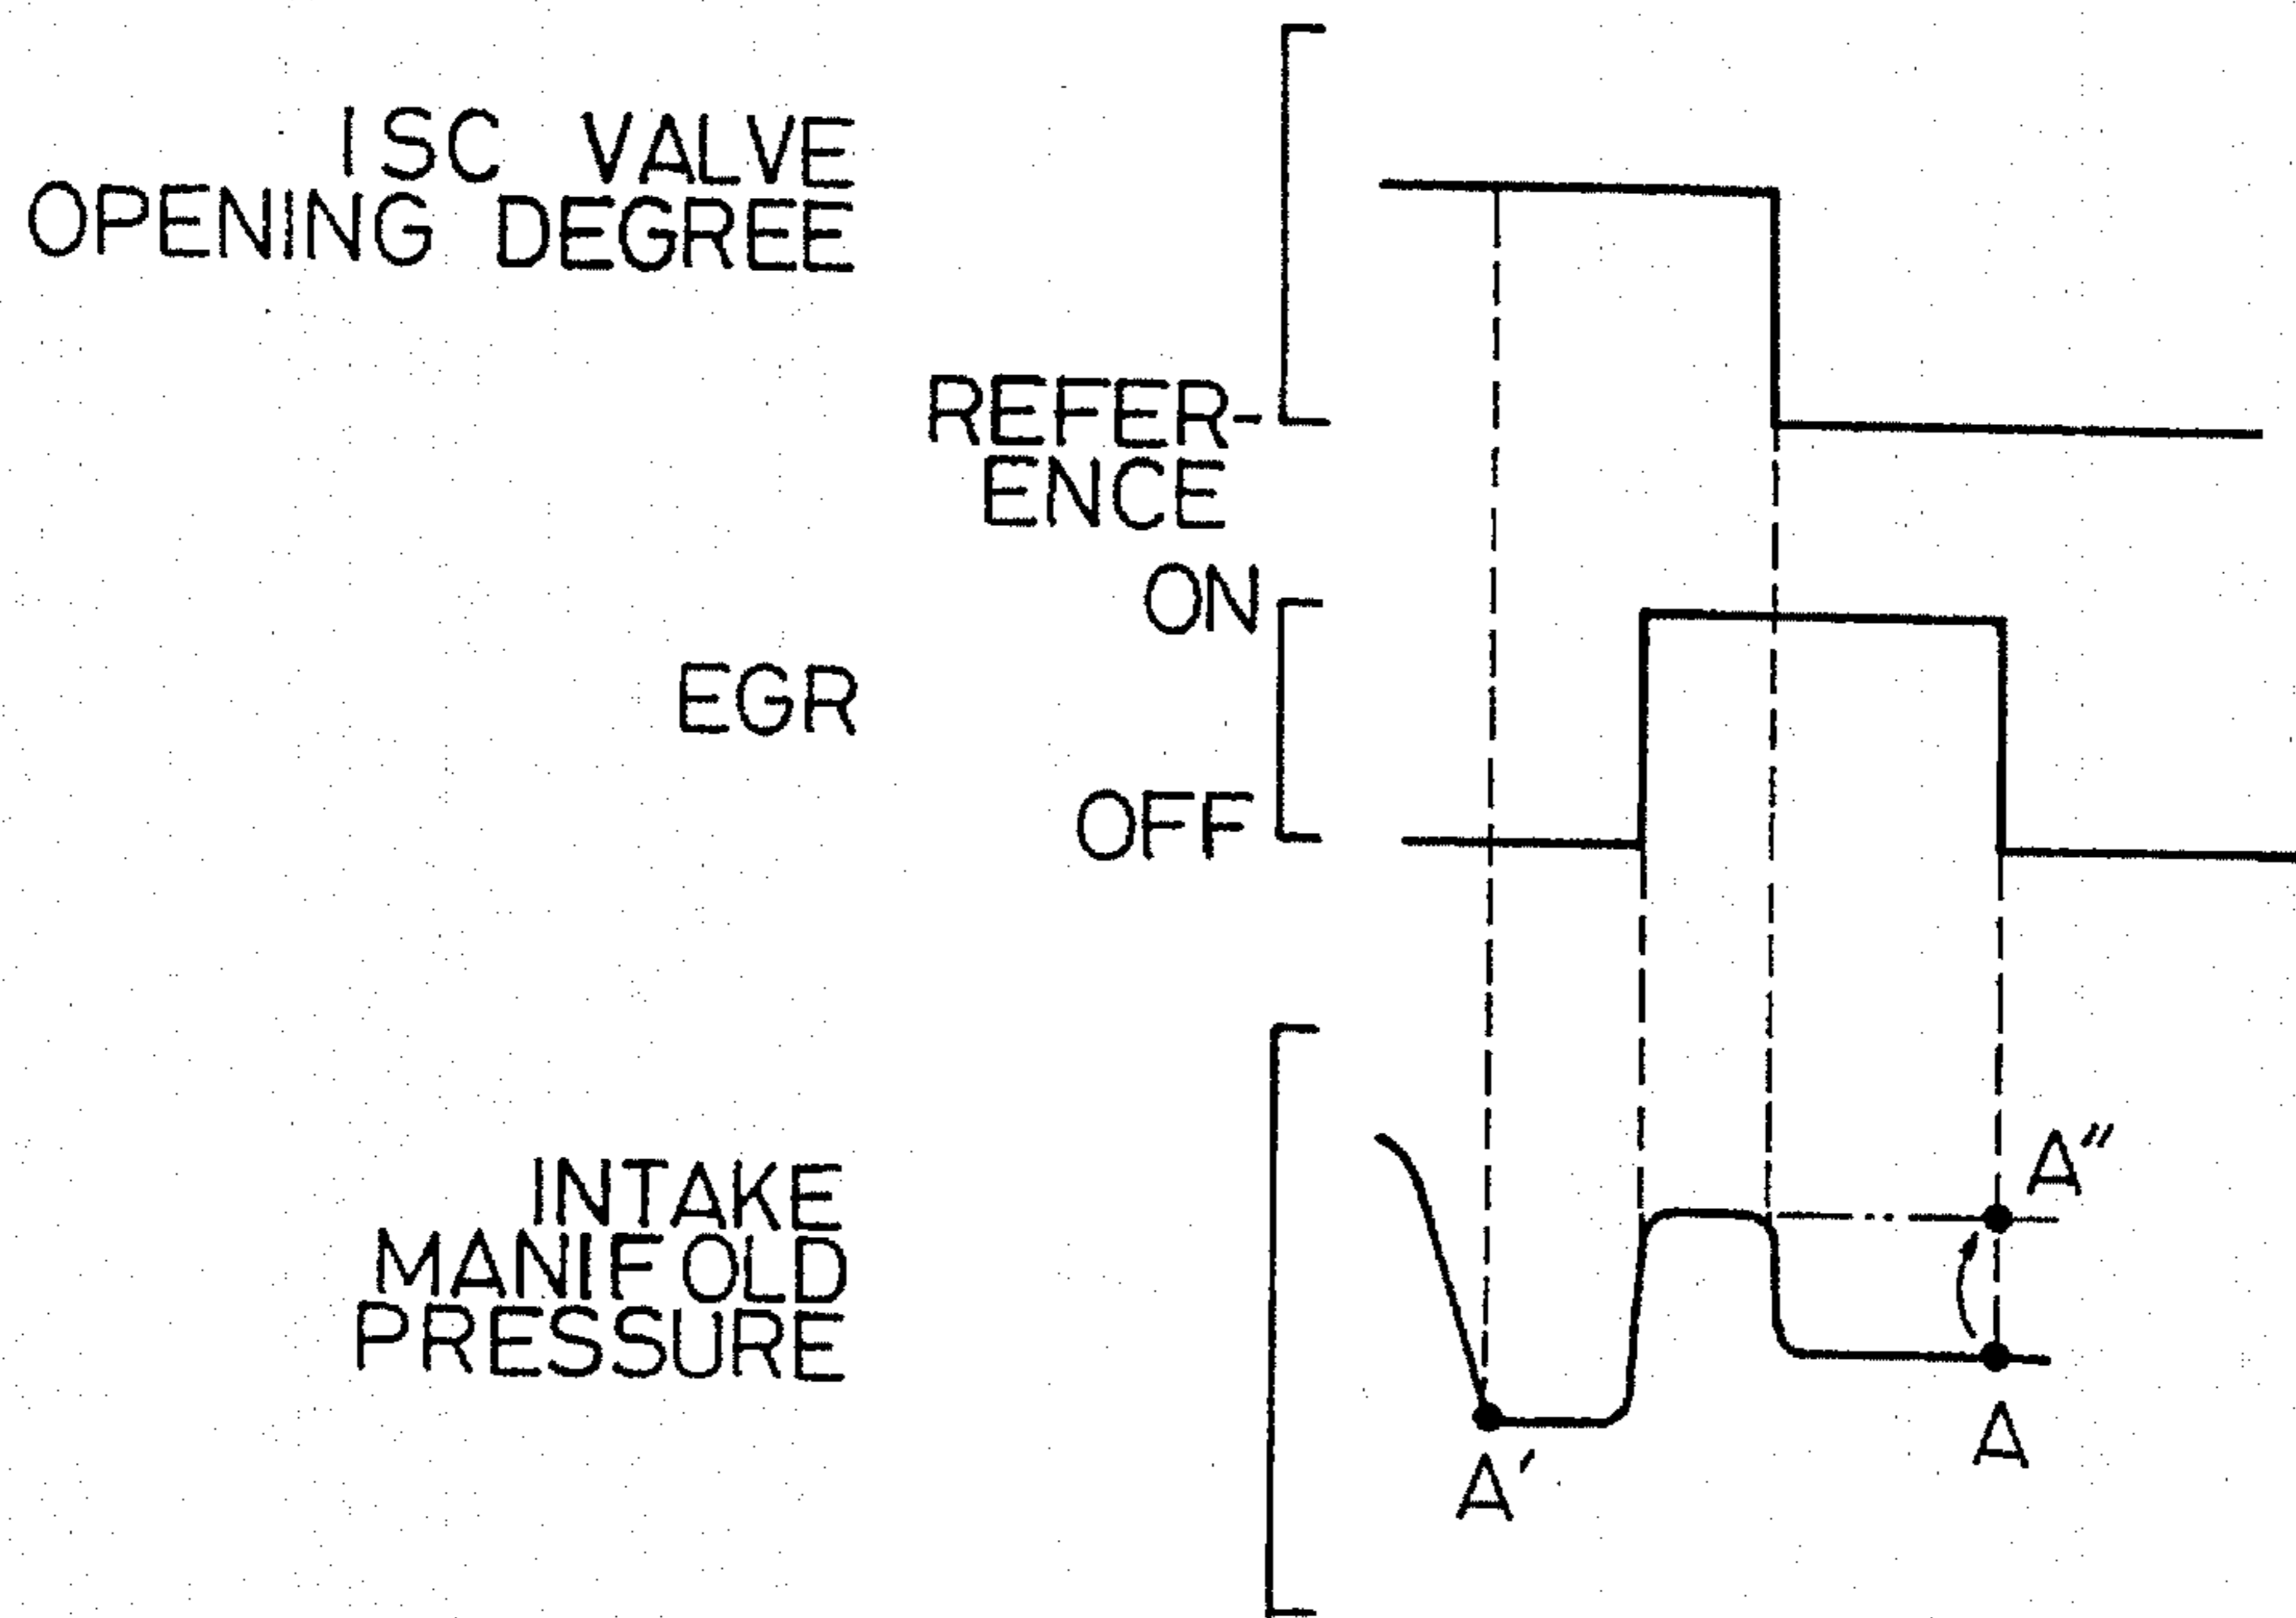 ISC VALVE
OPENING DEGREE
REFER-
ENCE
ON
EGR
OFF
INTAKE
MANIFOLD
PRESSURE
A"
A
A'